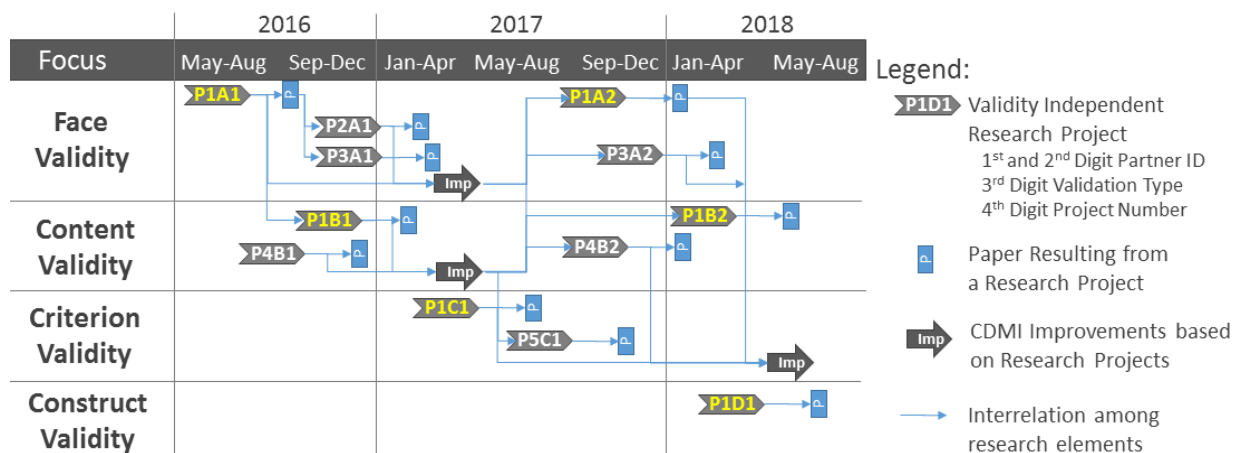 2016 2017 2018
Focus May-Aug Sep-Dec Jan-Apr May-Aug Sep-Dec Jan-Apr May-Aug
Legend:
Face
Validity
P1A1 P P1A2 P
P2A1 P
P3A1 P P3A2 P
Imp
Content
Validity
P1B1 P P1B2 P
P4B1 P P4B2 P
Imp
Criterion
Validity
P1C1 P
P5C1 P
Imp
Construct
Validity
P1D1 P
P1D1 Validity Independent
Research Project
1st and 2nd Digit Partner ID
3rd Digit Validation Type
4th Digit Project Number
P Paper Resulting from
a Research Project
Imp CDMI Improvements based
on Research Projects
Interrelation among
research elements